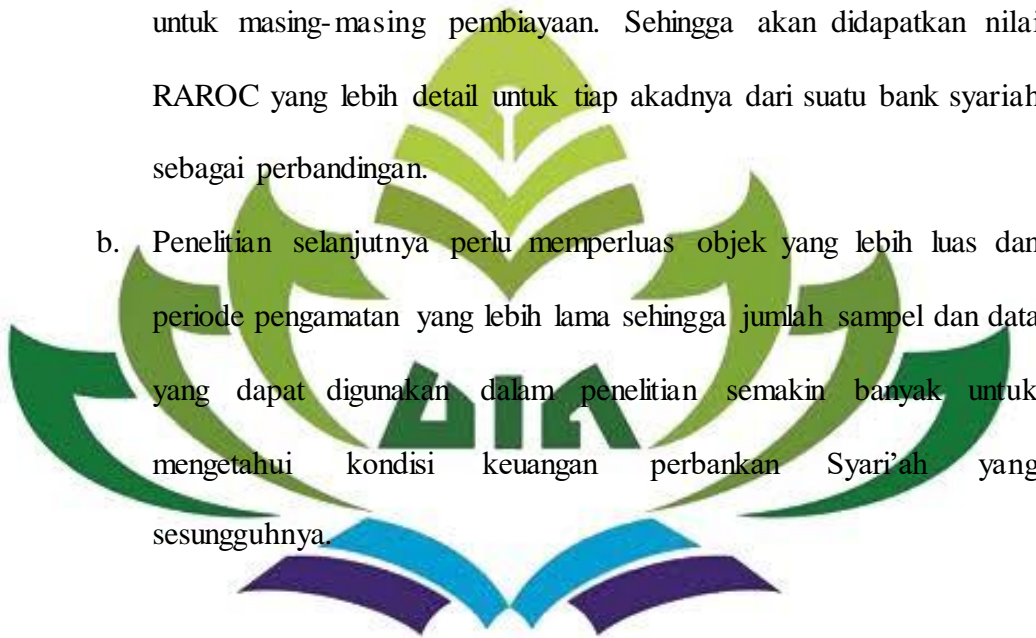 untuk masing-masing pembiayaan. Sehingga akan didapatkan nilai
RAROC yang lebih detail untuk tiap akadnya dari suatu bank syariah
sebagai perbandingan.
b. Penelitian selanjutnya perlu memperluas objek yang lebih luas dan
periode pengamatan yang lebih lama sehingga jumlah sampel dan data
yang dapat digunakan dalam penelitian semakin banyak untuk
mengetahui kondisi keuangan perbankan Syari’ah yang
sesungguhnya.